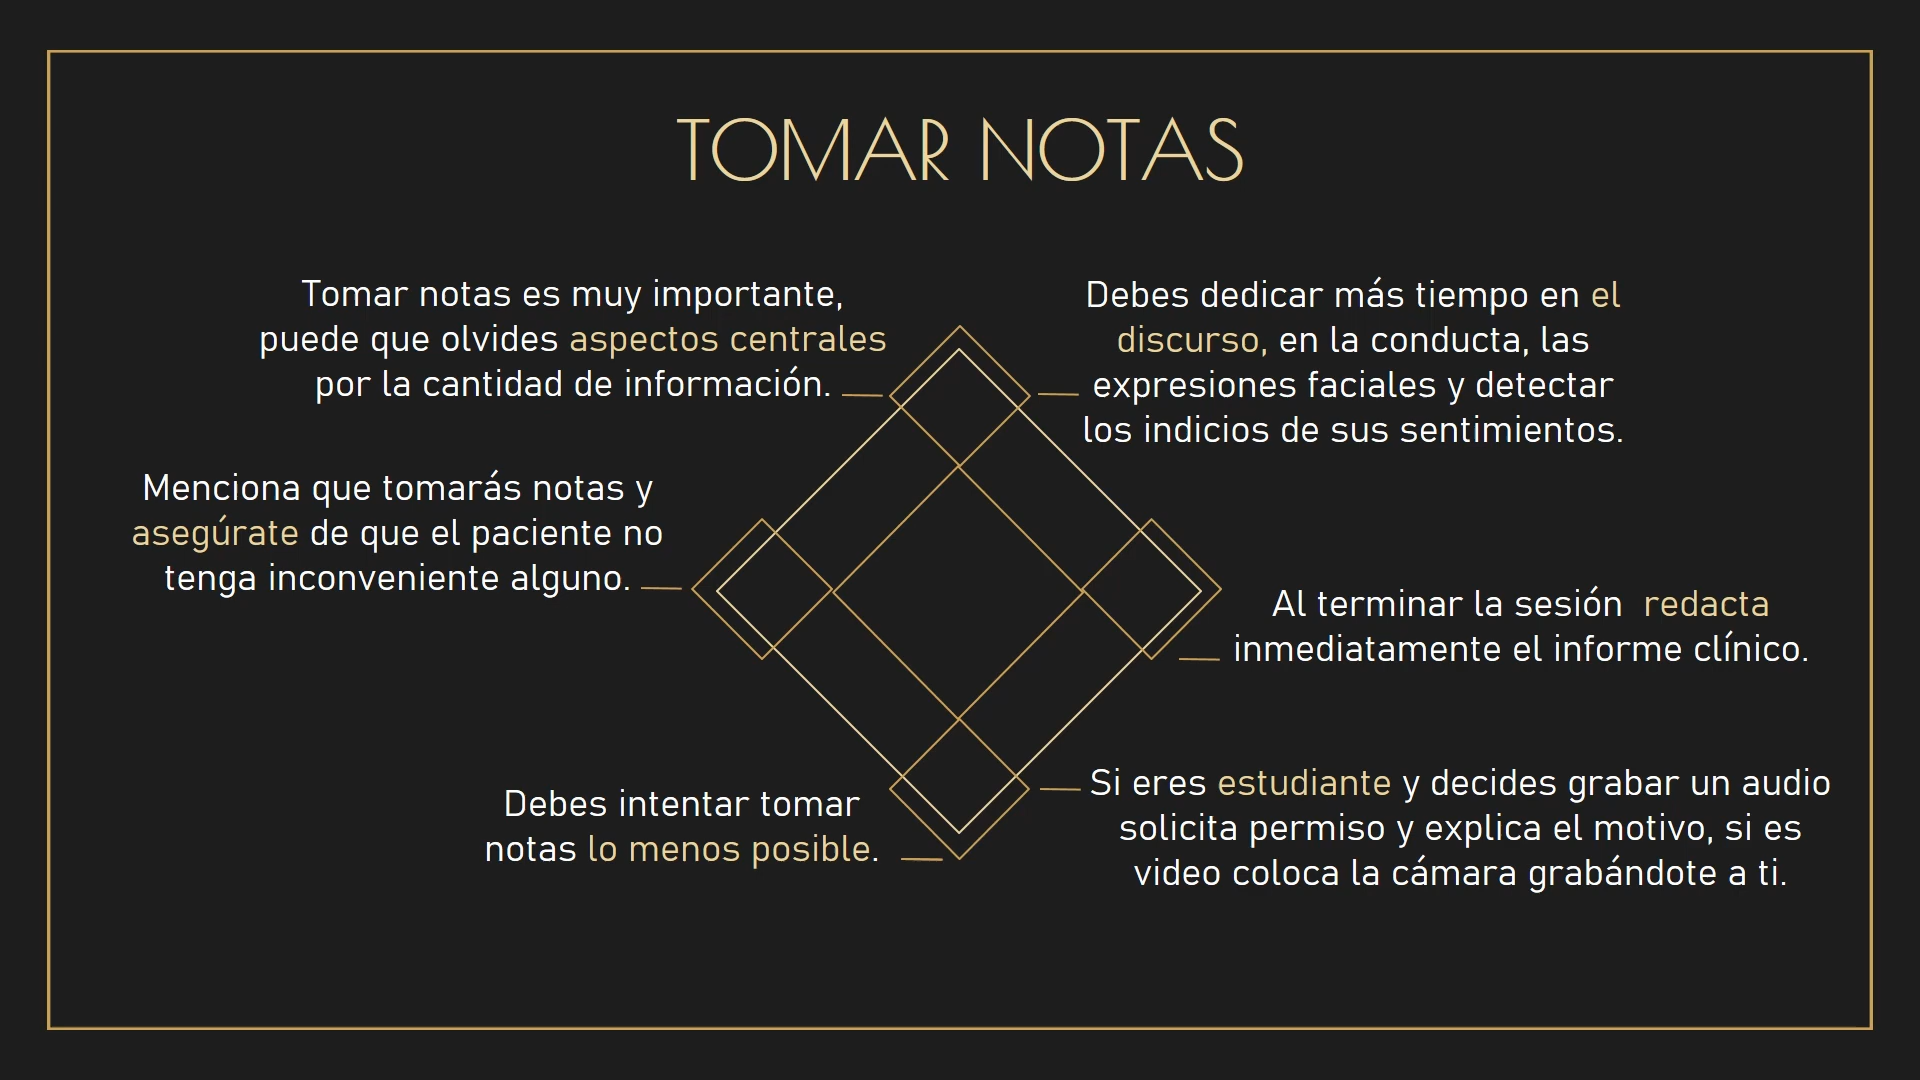 TOMAR NOTAS
Tomar notas es muy importante,
puede que olvides aspectos centrales
por la cantidad de información.
Debes dedicar más tiempo en el
discurso, en la conducta, las
expresiones faciales y detectar
los indicios de sus sentimientos.
Menciona que tomarás notas y
asegúrate de que el paciente no
tenga inconveniente alguno.
Al terminar la sesión  redacta
inmediatamente el informe clínico.
Debes intentar tomar
notas lo menos posible.
Si eres estudiante y decides grabar un audio
solicita permiso y explica el motivo, si es
video coloca la cámara grabándote a ti.